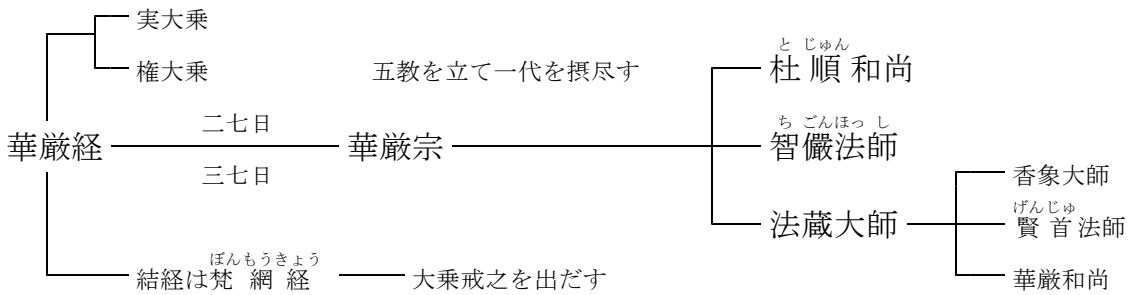 実大乗
権大乗
五教を立て一代を摂尽す
とじゅん
杜順和尚
華厳経
二七日
三七日
華厳宗
ちごんほっし
智儼法師
法蔵大師
香象大師
げんじゅ
賢首法師
華厳和尚
ぼんもうきょう
結経は梵網経
大乗戒之を出だす